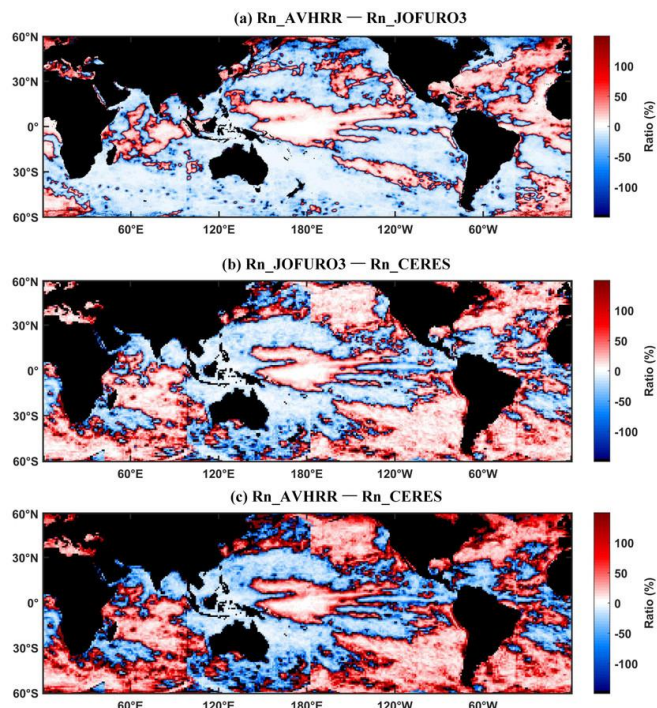 (a) Rn_AVHRR — Rn_JOFURO3
60°N
30°N
0°
30°S
60°S
60°E 120°E 180°E 120°W 60°W
100
50
0
-50
-100
Ratio (%)
(b) Rn_JOFURO3 — Rn_CERES
60°N
30°N
0°
30°S
60°S
60°E 120°E 180°E 120°W 60°W
100
50
0
-50
-100
-150
Ratio (%)
(c) Rn_AVHRR — Rn_CERES
60°N
30°N
0°
30°S
60°S
60°E 120°E 180°E 120°W 60°W
100
50
0
-50
-100
-150
Ratio (%)